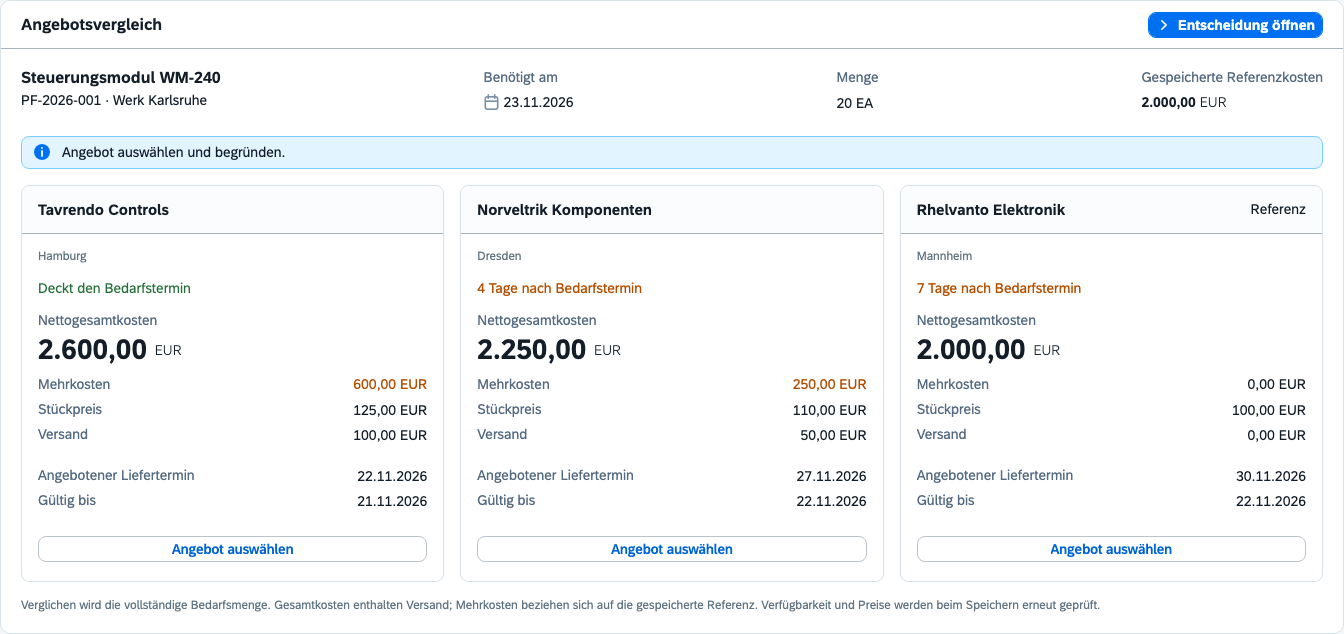 Angebotsvergleich
Entscheidung öffnen
Steuerungsmodul WM-240
PF-2026-001 · Werk Karlsruhe
Benötigt am
23.11.2026
Menge
20 EA
Gespeicherte Referenzkosten
2.000,00 EUR
Angebot auswählen und begründen.
Tavrendo Controls
Hamburg
Deckt den Bedarfstermin
Nettogesamtkosten
2.600,00 EUR
Mehrkosten 600,00 EUR
Stückpreis 125,00 EUR
Versand 100,00 EUR
Angebotener Liefertermin 22.11.2026
Gültig bis 21.11.2026
Angebot auswählen
Norveltrik Komponenten
Dresden
4 Tage nach Bedarfstermin
Nettogesamtkosten
2.250,00 EUR
Mehrkosten 250,00 EUR
Stückpreis 110,00 EUR
Versand 50,00 EUR
Angebotener Liefertermin 27.11.2026
Gültig bis 22.11.2026
Angebot auswählen
Rhelvanto Elektronik Referenz
Mannheim
7 Tage nach Bedarfstermin
Nettogesamtkosten
2.000,00 EUR
Mehrkosten 0,00 EUR
Stückpreis 100,00 EUR
Versand 0,00 EUR
Angebotener Liefertermin 30.11.2026
Gültig bis 22.11.2026
Angebot auswählen
Verglichen wird die vollständige Bedarfsmenge. Gesamtkosten enthalten Versand; Mehrkosten beziehen sich auf die gespeicherte Referenz. Verfügbarkeit und Preise werden beim Speichern erneut geprüft.